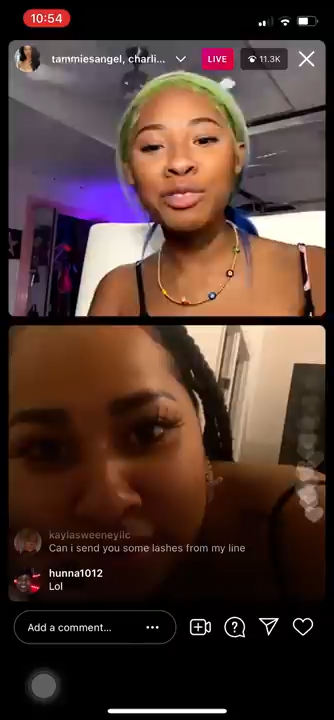 10:54
tammiesangel, charli...
LIVE
11.3K
kaylasweeneyllc
Can i send you some lashes from my line
hunna1012
Lol
Add a comment...